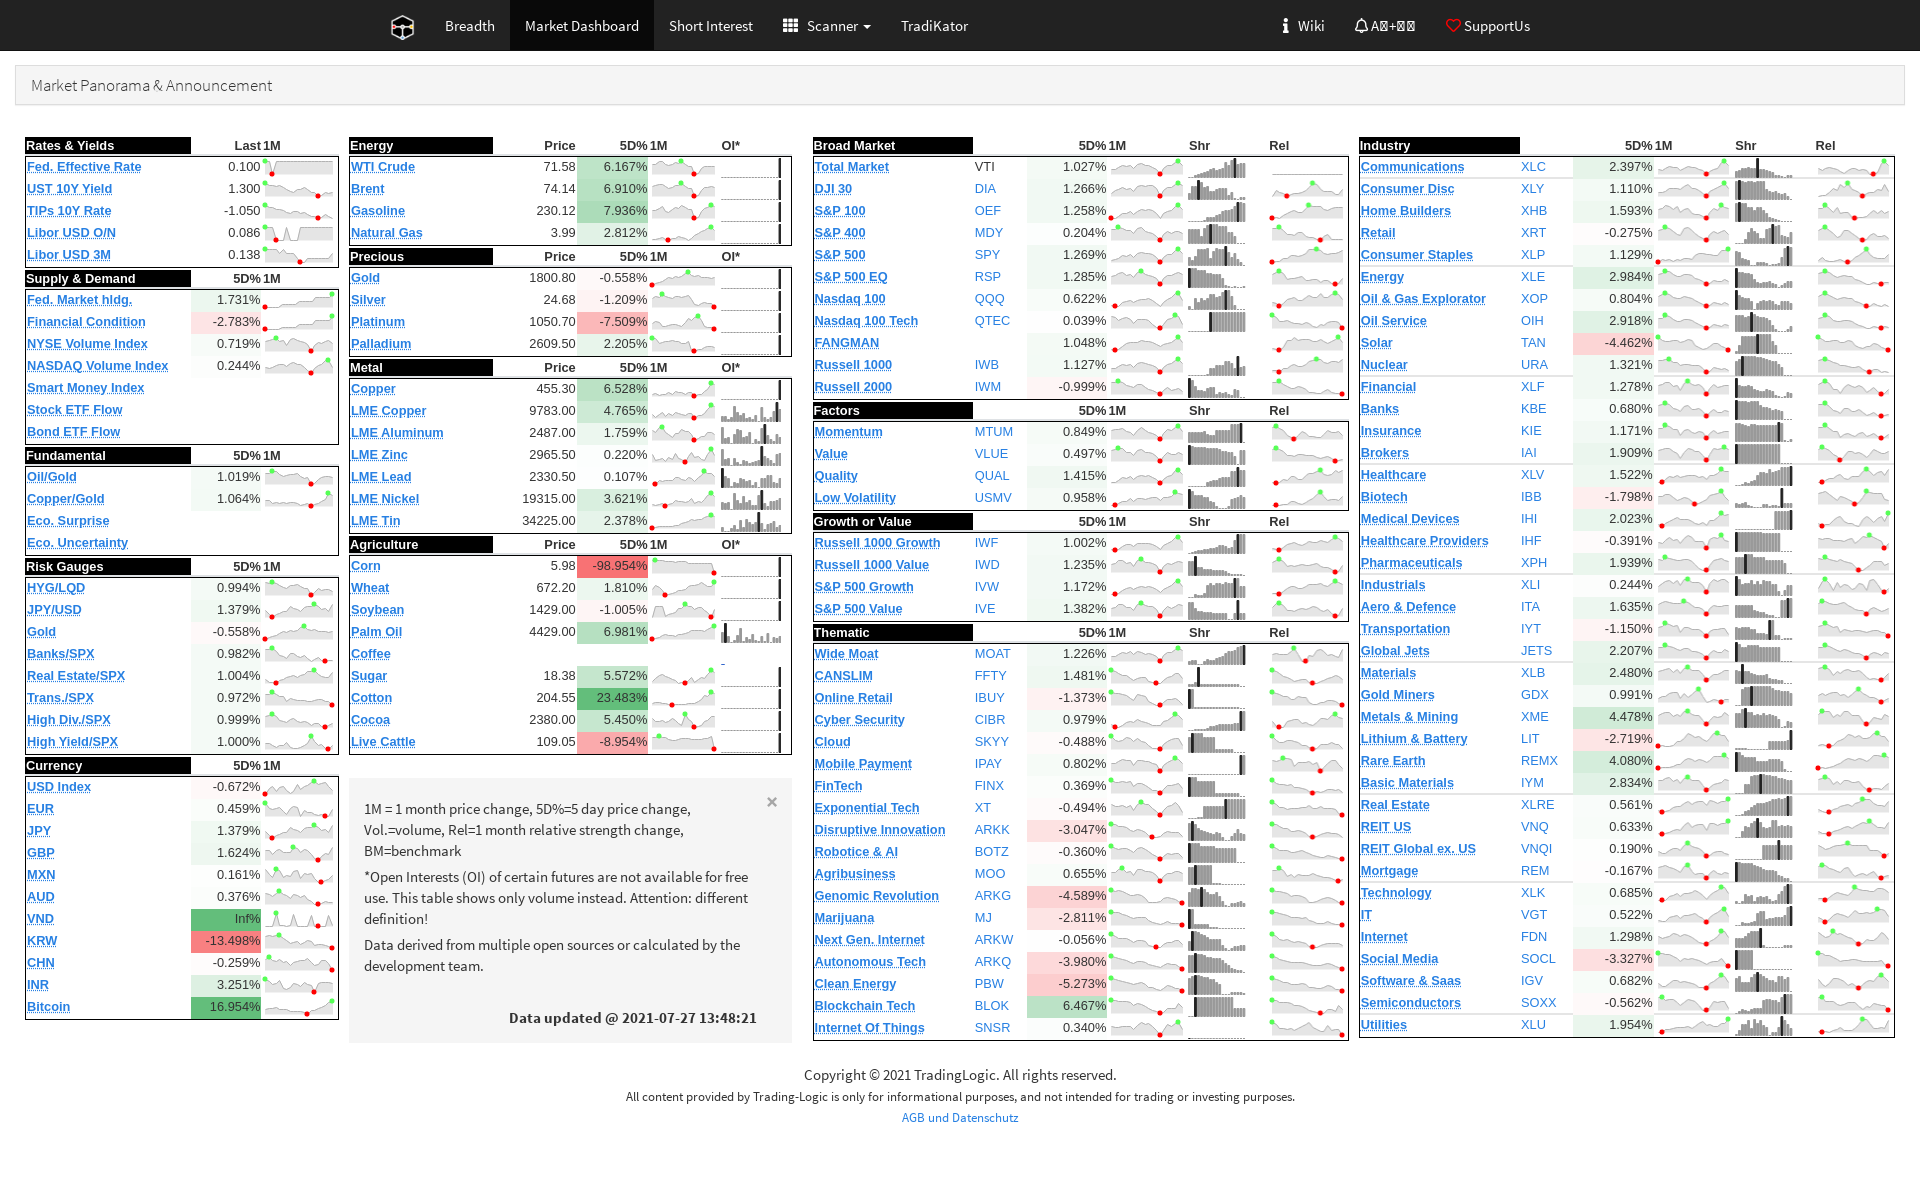 Breadth Market Dashboard Short Interest Scanner TradiKator Wiki SupportUs
Market Panorama & Announcement
Rates & Yields Last 1M
Fed. Effective Rate 0.100
UST 10Y Yield 1.300
TIPs 10Y Rate -1.050
Libor USD O/N 0.086
Libor USD 3M 0.138
Supply & Demand 5D% 1M
Fed. Market hldg. 1.731%
Financial Condition -2.783%
NYSE Volume Index 0.719%
NASDAQ Volume Index 0.244%
Smart Money Index
Stock ETF Flow
Bond ETF Flow
Fundamental 5D% 1M
Oil/Gold 1.019%
Copper/Gold 1.064%
Eco. Surprise
Eco. Uncertainty
Risk Gauges 5D% 1M
HYG/LQD 0.994%
JPY/USD 1.379%
Gold -0.558%
Banks/SPX 0.982%
Real Estate/SPX 1.004%
Trans./SPX 0.972%
High Div./SPX 0.999%
High Yield/SPX 1.000%
Currency 5D% 1M
USD Index -0.672%
EUR 0.459%
JPY 1.379%
GBP 1.624%
MXN 0.161%
AUD 0.376%
VND Inf%
KRW -13.498%
CHN -0.259%
INR 3.251%
Bitcoin 16.954%
Energy Price 5D% 1M OI*
WTI Crude 71.58 6.167%
Brent 74.14 6.910%
Gasoline 230.12 7.936%
Natural Gas 3.99 2.812%
Precious Price 5D% 1M OI*
Gold 1800.80 -0.558%
Silver 24.68 -1.209%
Platinum 1050.70 -7.509%
Palladium 2609.50 2.205%
Metal Price 5D% 1M OI*
Copper 455.30 6.528%
LME Copper 9783.00 4.765%
LME Aluminum 2487.00 1.759%
LME Zinc 2965.50 0.220%
LME Lead 2330.50 0.107%
LME Nickel 19315.00 3.621%
LME Tin 34225.00 2.378%
Agriculture Price 5D% 1M OI*
Corn 5.98 -98.954%
Wheat 672.20 1.810%
Soybean 1429.00 -1.005%
Palm Oil 4429.00 6.981%
Coffee -
Sugar 18.38 5.572%
Cotton 204.55 23.483%
Cocoa 2380.00 5.450%
Live Cattle 109.05 -8.954%
×
1M = 1 month price change, 5D%=5 day price change,
Vol.=volume, Rel=1 month relative strength change,
BM=benchmark
*Open Interests (OI) of certain futures are not available for free
use. This table shows only volume instead. Attention: different
definition!
Data derived from multiple open sources or calculated by the
development team.
Data updated @ 2021-07-27 13:48:21
Broad Market 5D% 1M Shr Rel
Total Market VTI 1.027%
DJI 30 DIA 1.266%
S&P 100 OEF 1.258%
S&P 400 MDY 0.204%
S&P 500 SPY 1.269%
S&P 500 EQ RSP 1.285%
Nasdaq 100 QQQ 0.622%
Nasdaq 100 Tech QTEC 0.039%
FANGMAN 1.048%
Russell 1000 IWB 1.127%
Russell 2000 IWM -0.999%
Factors 5D% 1M Shr Rel
Momentum MTUM 0.849%
Value VLUE 0.497%
Quality QUAL 1.415%
Low Volatility USMV 0.958%
Growth or Value 5D% 1M Shr Rel
Russell 1000 Growth IWF 1.002%
Russell 1000 Value IWD 1.235%
S&P 500 Growth IVW 1.172%
S&P 500 Value IVE 1.382%
Thematic 5D% 1M Shr Rel
Wide Moat MOAT 1.226%
CANSLIM FFTY 1.481%
Online Retail IBUY -1.373%
Cyber Security CIBR 0.979%
Cloud SKYY -0.488%
Mobile Payment IPAY 0.802%
FinTech FINX 0.369%
Exponential Tech XT -0.494%
Disruptive Innovation ARKK -3.047%
Robotice & AI BOTZ -0.360%
Agribusiness MOO 0.655%
Genomic Revolution ARKG -4.589%
Marijuana MJ -2.811%
Next Gen. Internet ARKW -0.056%
Autonomous Tech ARKQ -3.980%
Clean Energy PBW -5.273%
Blockchain Tech BLOK 6.467%
Internet Of Things SNSR 0.340%
Industry 5D% 1M Shr Rel
Communications XLC 2.397%
Consumer Disc XLY 1.110%
Home Builders XHB 1.593%
Retail XRT -0.275%
Consumer Staples XLP 1.129%
Energy XLE 2.984%
Oil & Gas Explorator XOP 0.804%
Oil Service OIH 2.918%
Solar TAN -4.462%
Nuclear URA 1.321%
Financial XLF 1.278%
Banks KBE 0.680%
Insurance KIE 1.171%
Brokers IAI 1.909%
Healthcare XLV 1.522%
Biotech IBB -1.798%
Medical Devices IHI 2.023%
Healthcare Providers IHF -0.391%
Pharmaceuticals XPH 1.939%
Industrials XLI 0.244%
Aero & Defence ITA 1.635%
Transportation IYT -1.150%
Global Jets JETS 2.207%
Materials XLB 2.480%
Gold Miners GDX 0.991%
Metals & Mining XME 4.478%
Lithium & Battery LIT -2.719%
Rare Earth REMX 4.080%
Basic Materials IYM 2.834%
Real Estate XLRE 0.561%
REIT US VNQ 0.633%
REIT Global ex. US VNQI 0.190%
Mortgage REM -0.167%
Technology XLK 0.685%
IT VGT 0.522%
Internet FDN 1.298%
Social Media SOCL -3.327%
Software & Saas IGV 0.682%
Semiconductors SOXX -0.562%
Utilities XLU 1.954%
Copyright © 2021 TradingLogic. All rights reserved.
All content provided by Trading-Logic is only for informational purposes, and not intended for trading or investing purposes.
AGB und Datenschutz